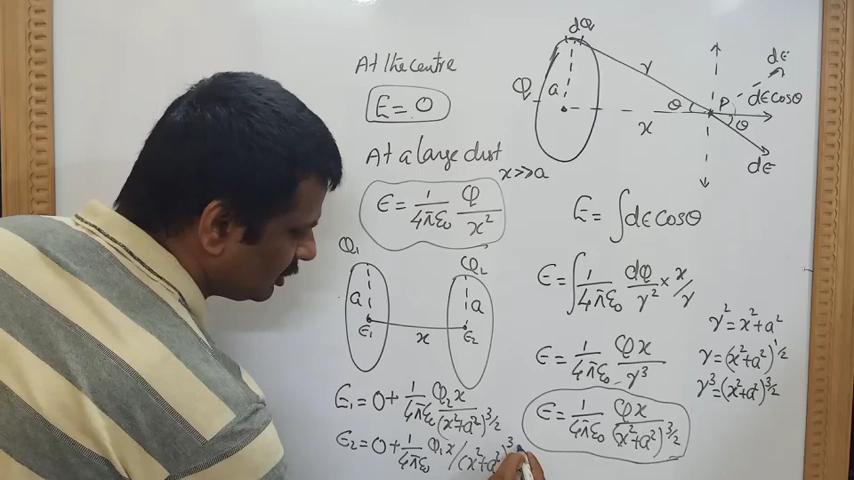 At the centre
E = 0
At a large dist x >> a
E = 1/4πε₀ Q/x²
Q₁ Q₂
a a
E₁ x E₂
E₁ = 0 + 1/4πε₀ Q₂x/(x²+a²)^3/2
E₂ = 0 + 1/4πε₀ Q₁x/(x²+a²)^3
dQ
Q a r
θ P dE
dE cosθ
x θ
dE
E = ∫dE cosθ
E = ∫ 1/4πε₀ dQ/r² × x/r
E = 1/4πε₀ Qx/r³
E = 1/4πε₀ Qx/(x²+a²)^3/2
r² = x²+a²
r = (x²+a²)^1/2
r³ = (x²+a²)^3/2